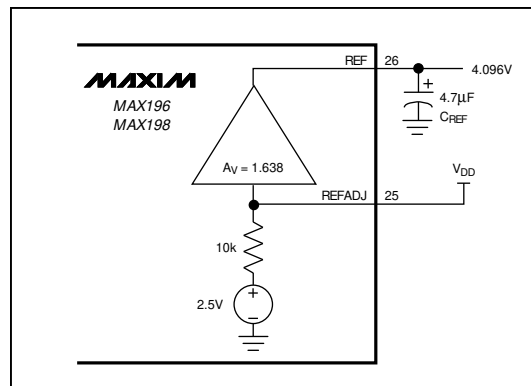 REF 26
4.096V
MAXIM
MAX196
MAX198
+
4.7μF
CREF
AV = 1.638
VDD
REFADJ 25
10k
+
2.5V
−